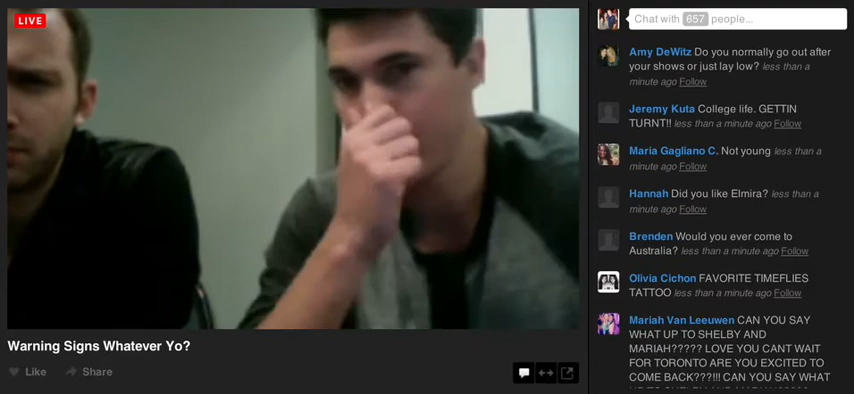 LIVE
Warning Signs Whatever Yo?
Like
Share
Chat with 657 people...
Amy DeWitz Do you normally go out after
your shows or just lay low? less than a
minute ago Follow
Jeremy Kuta College life. GETTIN
TURNT!! less than a minute ago Follow
Maria Gagliano C. Not young less than a
minute ago Follow
Hannah Did you like Elmira? less than a
minute ago Follow
Brenden Would you ever come to
Australia? less than a minute ago Follow
Olivia Cichon FAVORITE TIMEFLIES
TATTOO less than a minute ago Follow
Mariah Van Leeuwen CAN YOU SAY
WHAT UP TO SHELBY AND
MARIAH????? LOVE YOU CANT WAIT
FOR TORONTO ARE YOU EXCITED TO
COME BACK???!!! CAN YOU SAY WHAT